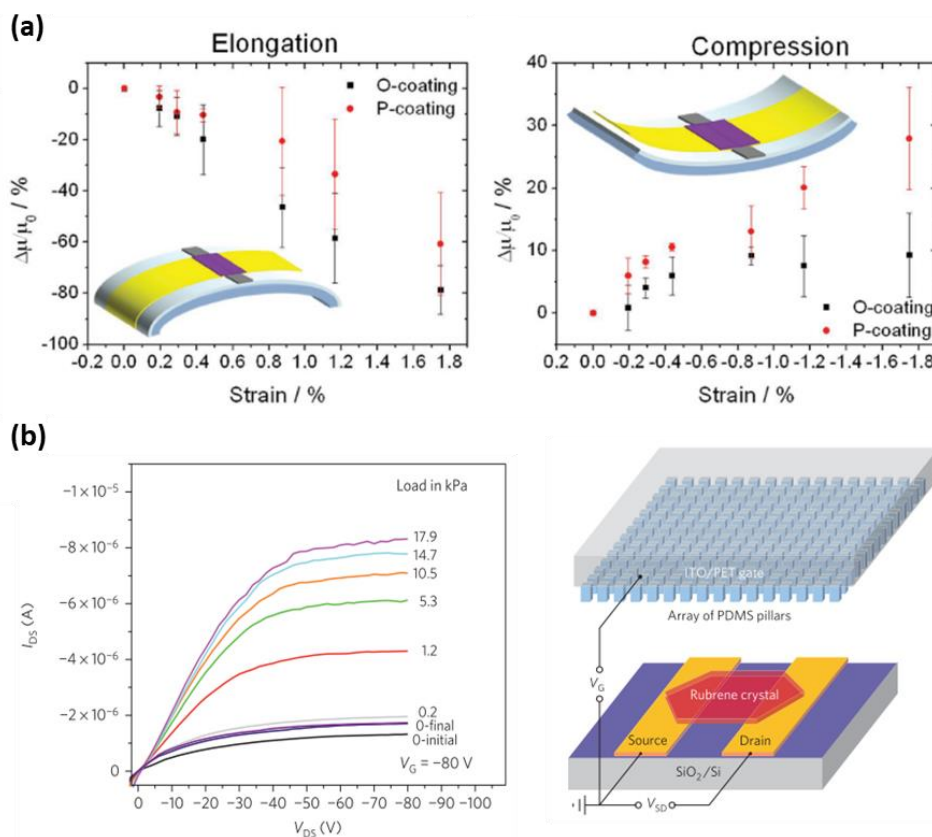 (a)
Elongation
O-coating
P-coating
0
-20
-40
-60
-80
-100
Δμ/μ0 / %
-0.2 0.0 0.2 0.4 0.6 0.8 1.0 1.2 1.4 1.6 1.8
Strain / %
Compression
40
30
20
10
0
Δμ/μ0 / %
O-coating
P-coating
0.2 0.0 -0.2 -0.4 -0.6 -0.8 -1.0 -1.2 -1.4 -1.6 -1.8
Strain / %
(b)
Load in kPa
−1 × 10−5
−8 × 10−6
−6 × 10−6
−4 × 10−6
−2 × 10−6
0
IDS (A)
17.9
14.7
10.5
5.3
1.2
0.2
0-final
0-initial
VG = −80 V
0 −10 −20 −30 −40 −50 −60 −70 −80 −90 −100
VDS (V)
ITO/PET gate
Array of PDMS pillars
VG
Rubrene crystal
Source
Drain
SiO2/Si
VSD